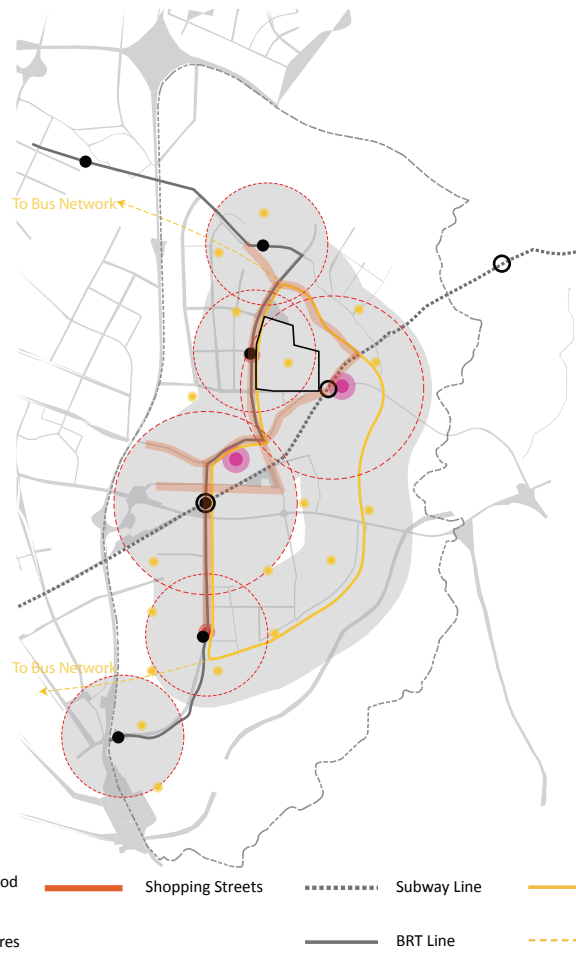 To Bus Network
To Bus Network
od
Shopping Streets
Subway Line
res
BRT Line